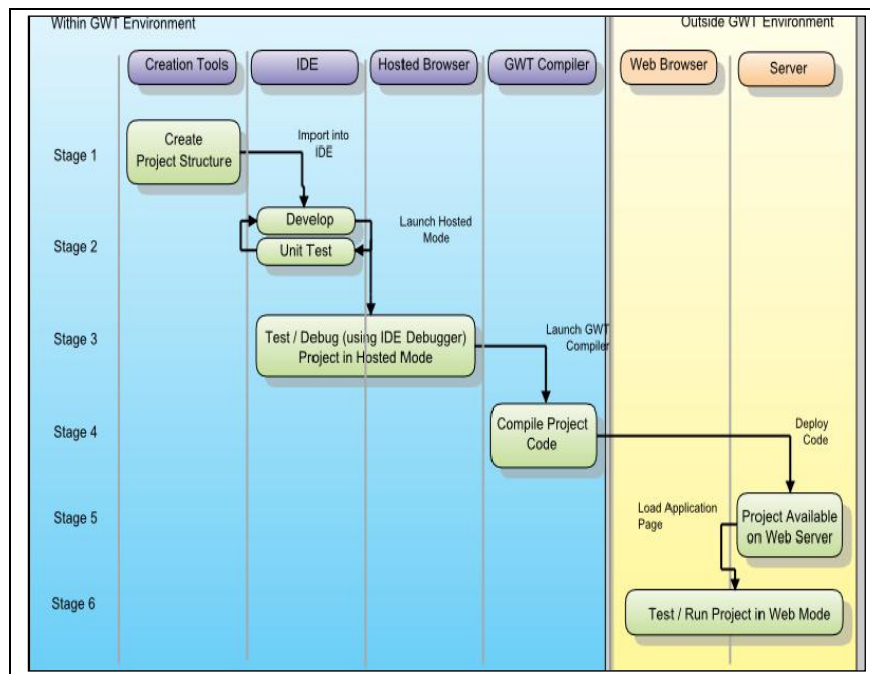 Within GWT Environment
Outside GWT Environment
Creation Tools
IDE
Hosted Browser
GWT Compiler
Web Browser
Server
Stage 1
Create
Project Structure
Import into
IDE
Stage 2
Develop
Unit Test
Launch Hosted
Mode
Stage 3
Test / Debug (using IDE Debugger)
Project in Hosted Mode
Launch GWT
Compiler
Stage 4
Compile Project
Code
Deploy
Code
Stage 5
Load Application
Page
Project Available
on Web Server
Stage 6
Test / Run Project in Web Mode